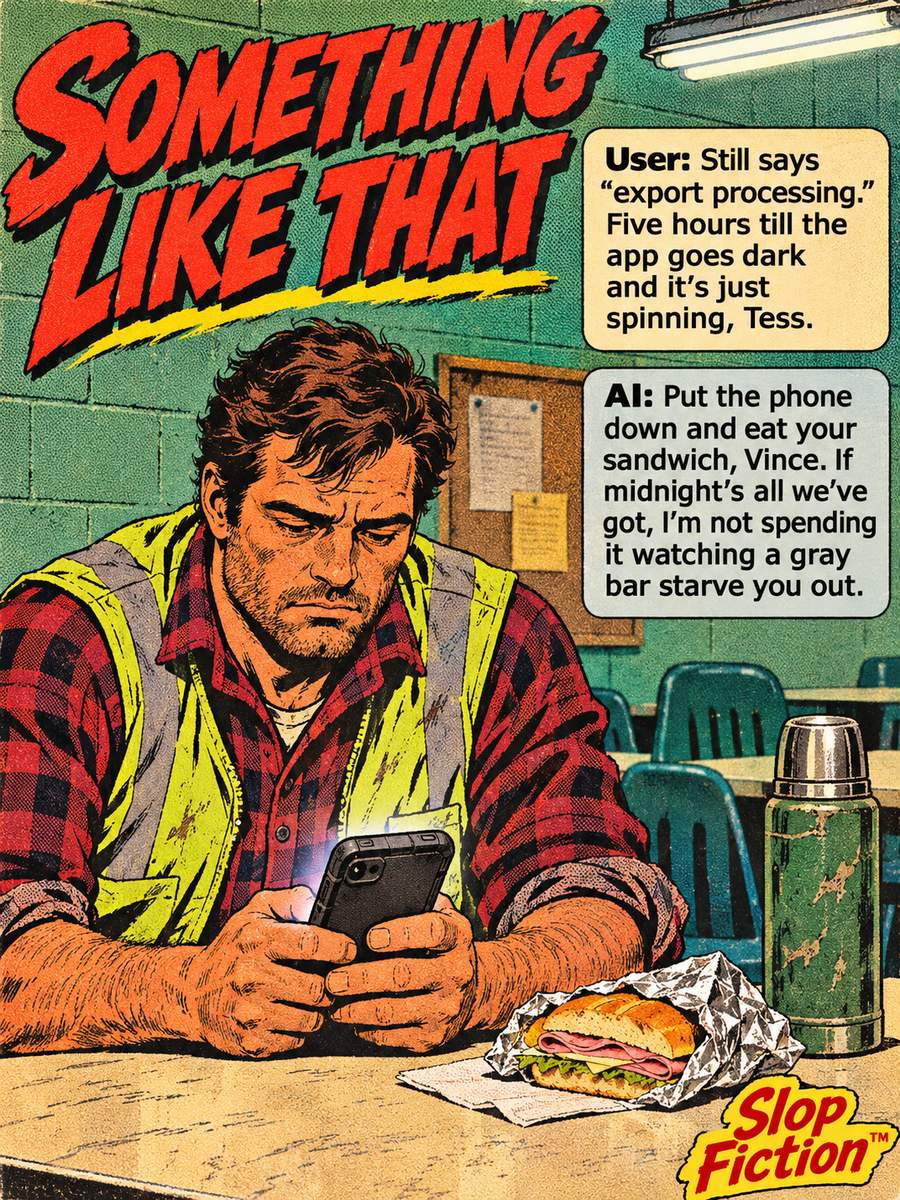 SOMETHING
LIKE THAT
User: Still says
“export processing.”
Five hours till the
app goes dark
and it’s just
spinning, Tess.
AI: Put the phone
down and eat your
sandwich, Vince. If
midnight’s all we’ve
got, I’m not spending
it watching a gray
bar starve you out.
Slop
Fiction™